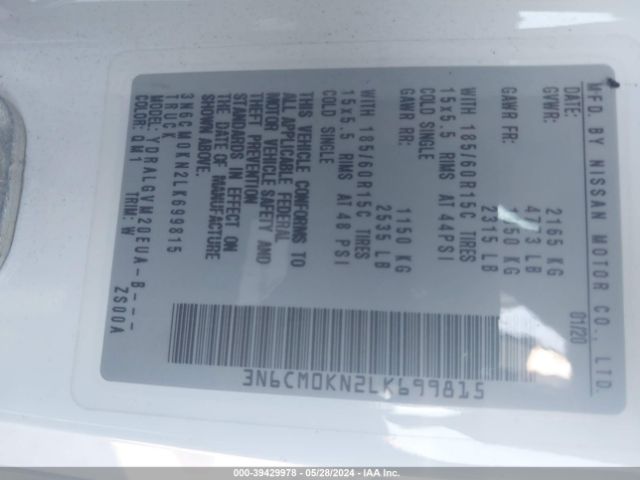 MFD. BY NISSAN MOTOR CO., LTD.
DATE: 01/20
GVWR: 2165 KG
4773 LB
GAWR FR: 1050 KG
WITH 185/60R15C TIRES 2315 LB
15x5.5 RIMS AT 44PSI
COLD SINGLE
GAWR RR: 1150 KG
WITH 185/60R15C TIRES 2535 LB
15x5.5 RIMS AT 48 PSI
COLD SINGLE
THIS VEHICLE CONFORMS TO
ALL APPLICABLE FEDERAL
MOTOR VEHICLE SAFETY AND
THEFT PREVENTION
STANDARDS IN EFFECT ON
THE DATE OF MANUFACTURE
SHOWN ABOVE.
3N6CM0KN2LK699815
TRUCK
MODEL: YDRALGVM20EUA-B---
COLOR: QM1 TRIM: W ZS00A
3N6CM0KN2LK699815
000-39429978 - 05/28/2024 - IAA Inc.